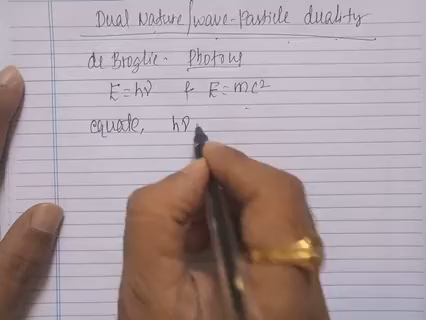 Dual Nature/wave-Particle duality
de Broglie - Photons
E=hν & E=mc²
equate, hν